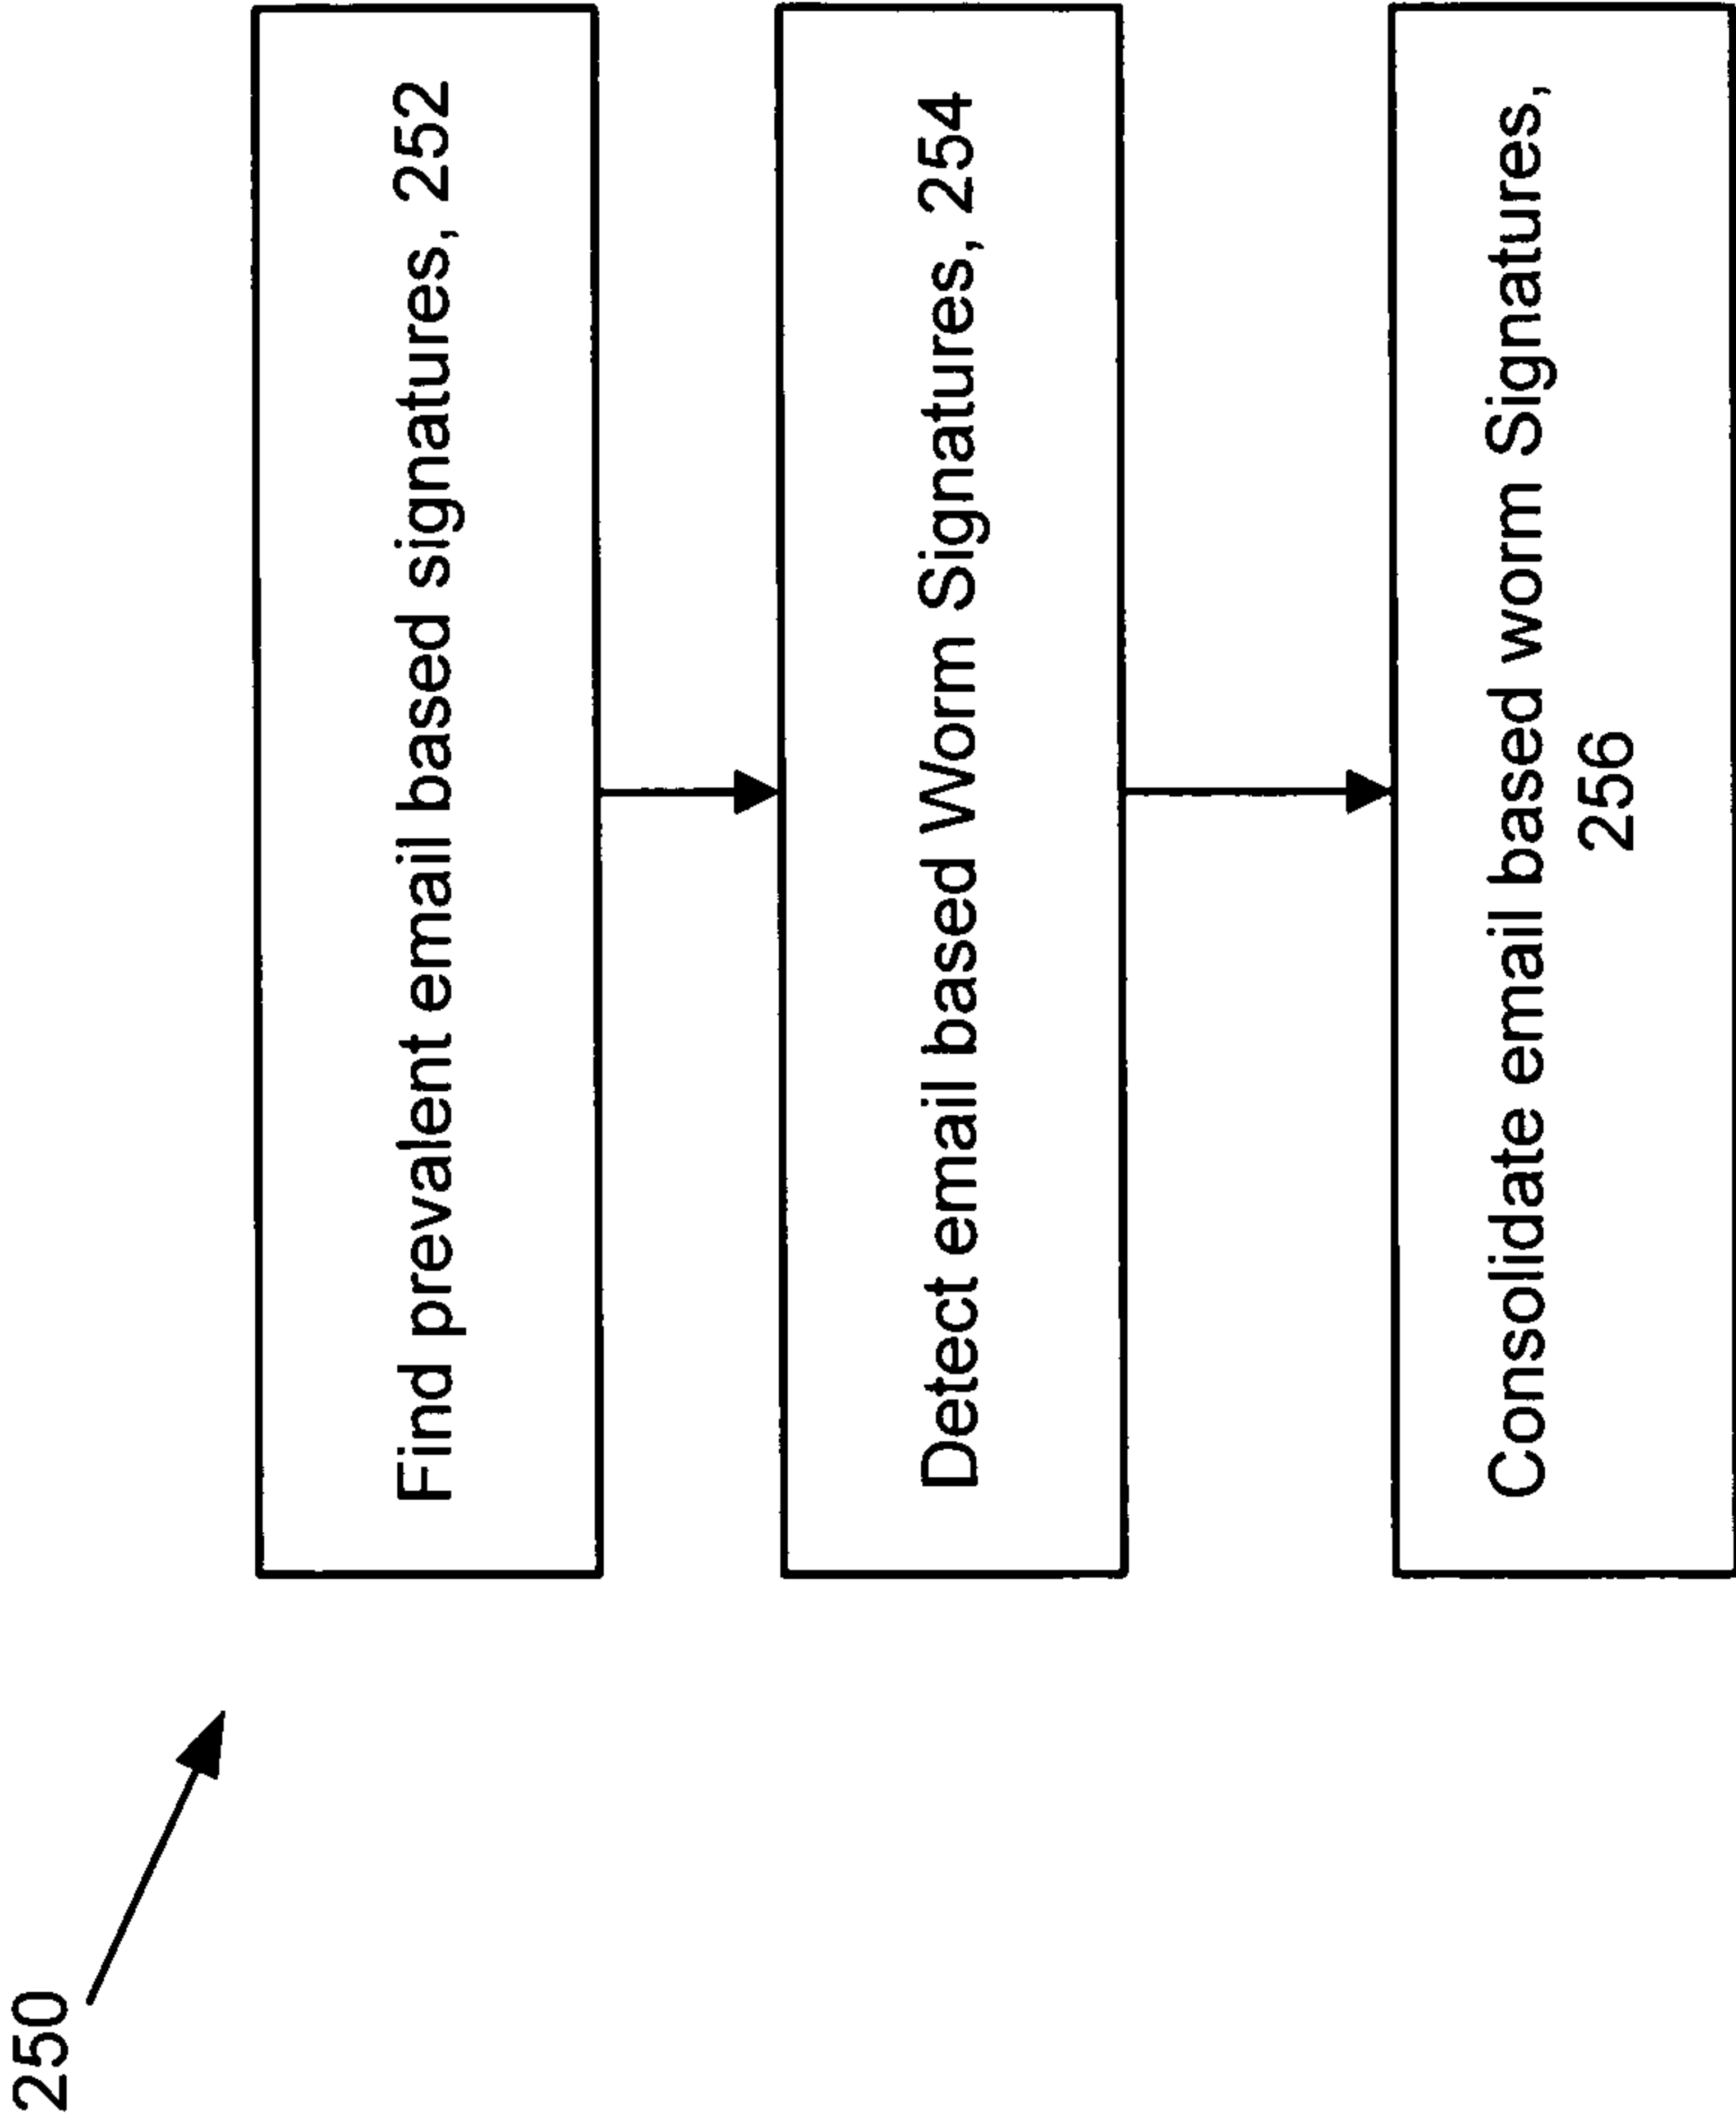 250
Find prevalent email based signatures, 252
Detect email based Worm Signatures, 254
Consolidate email based worm Signatures,
256